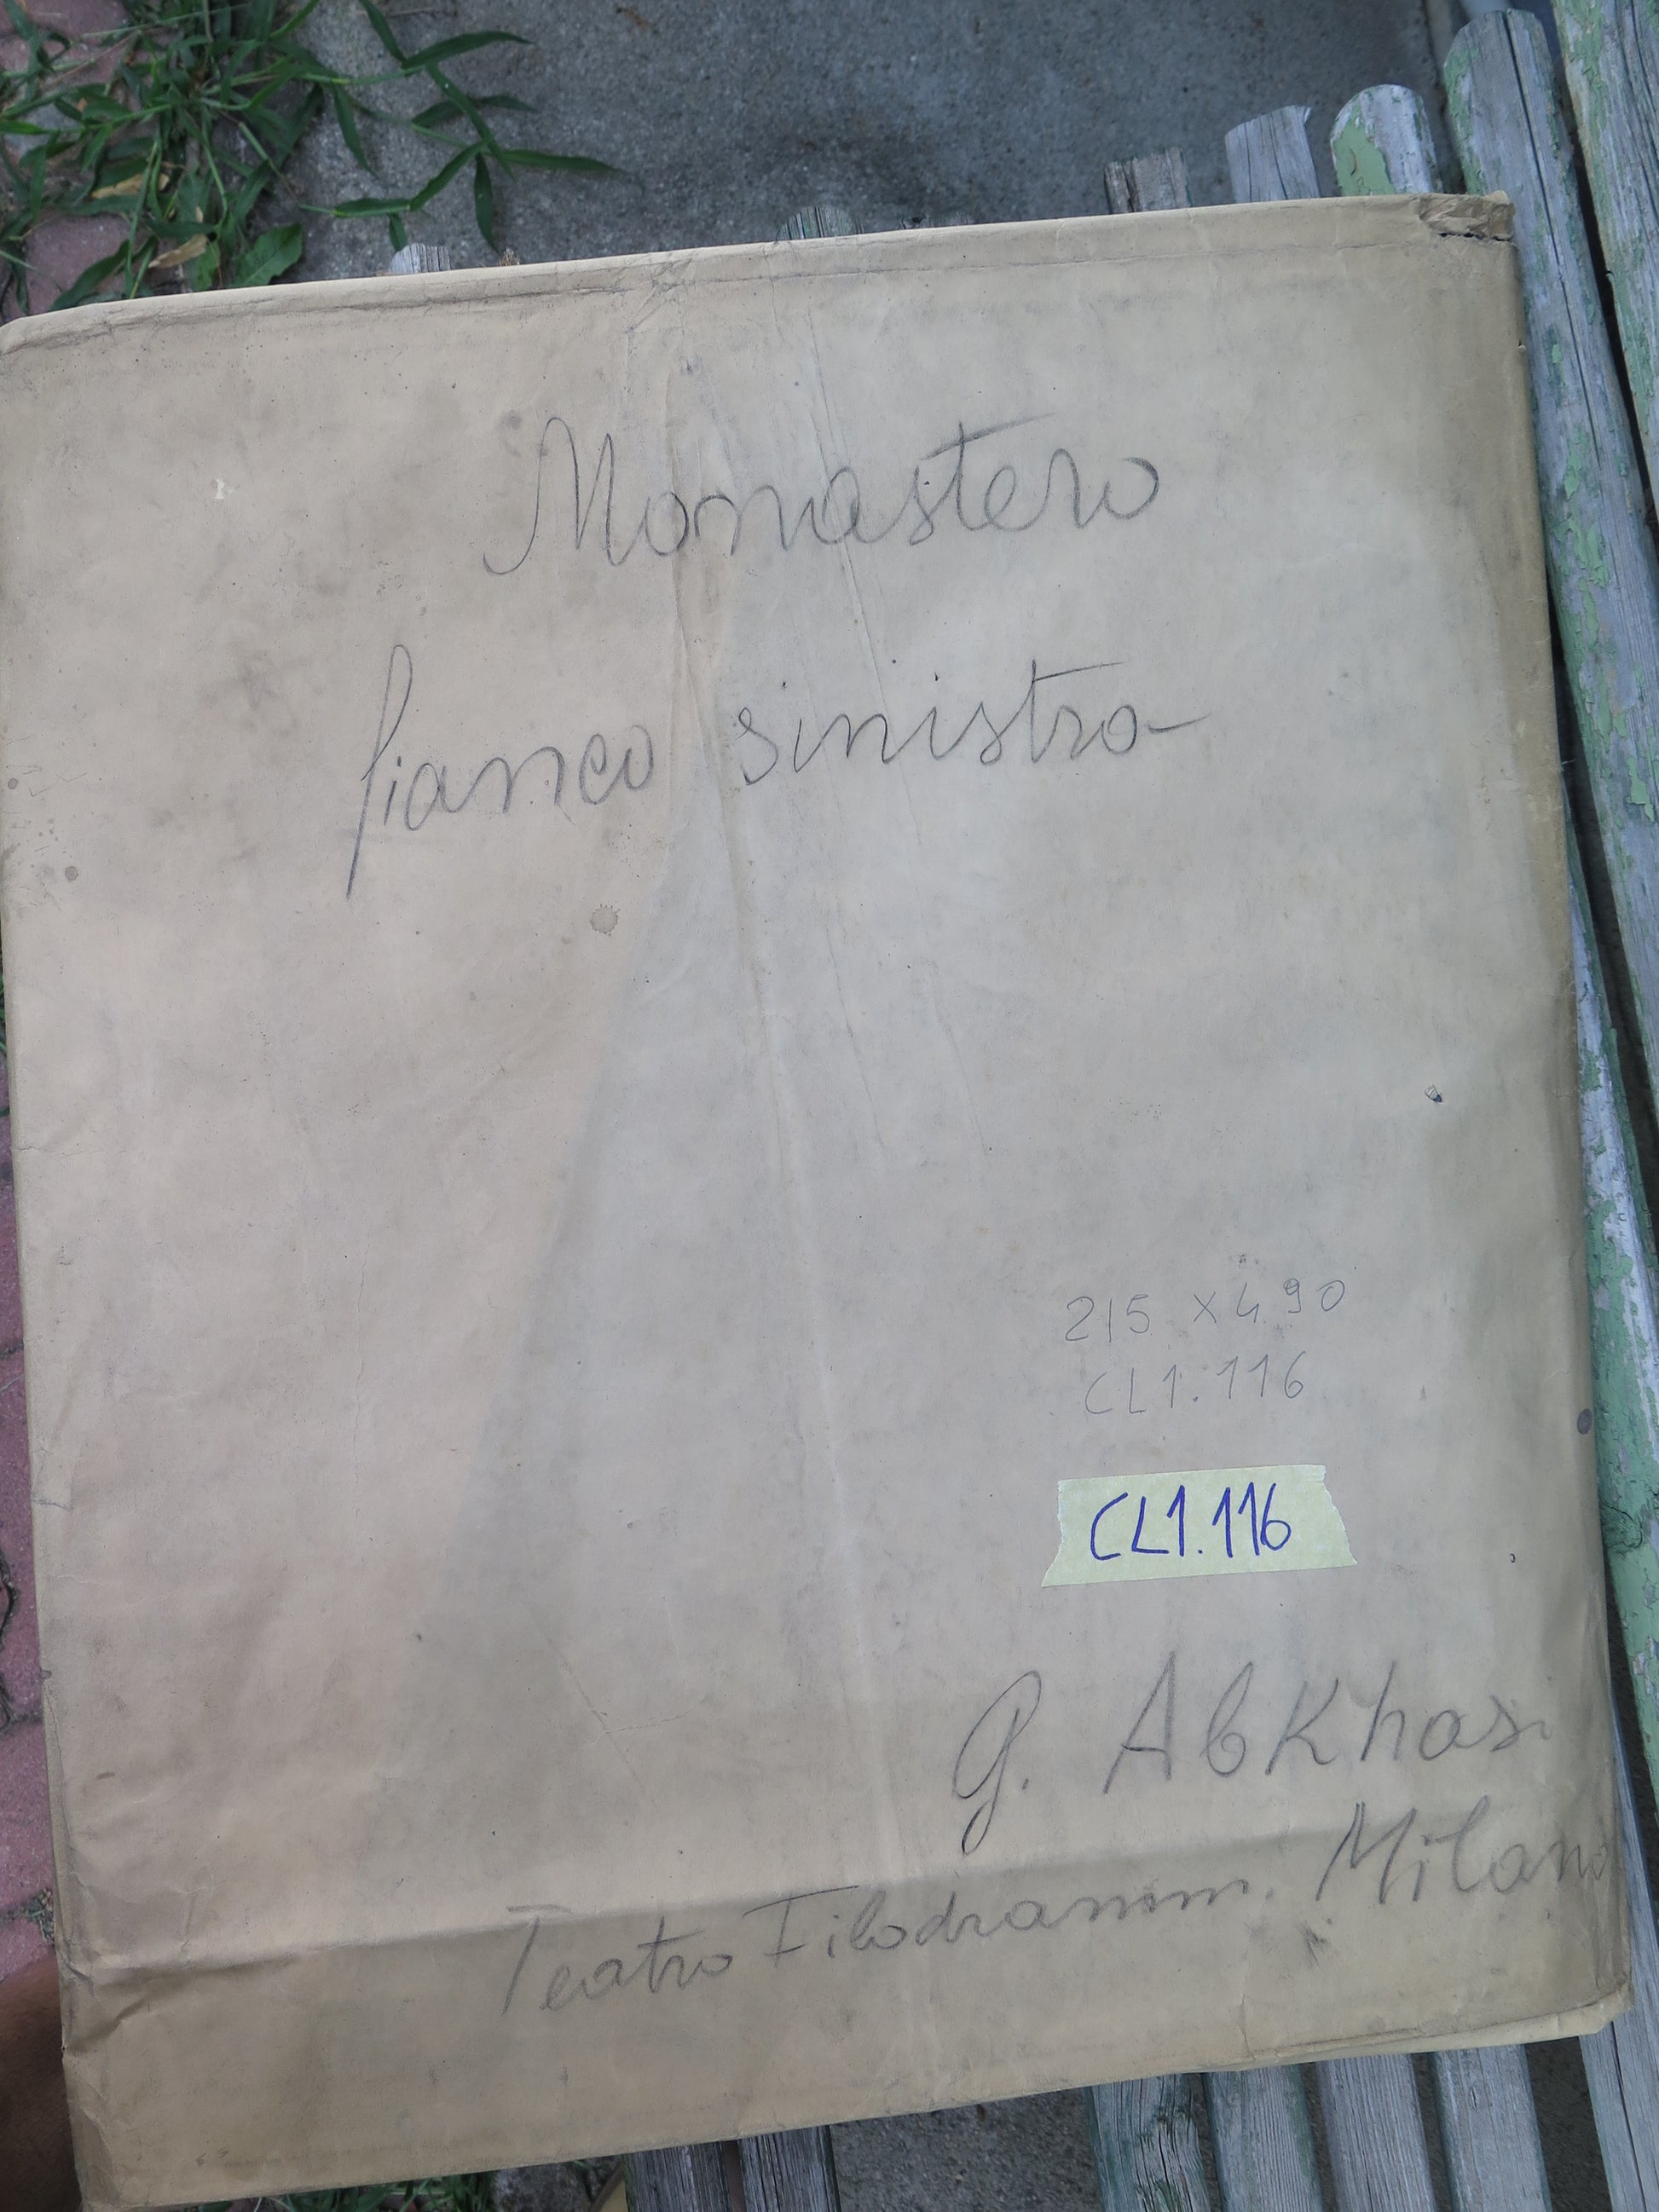 Monastero
fianco sinistro
215 x 490
CL1.116
CL1.116
G. Abkhasi
Teatro Filodramm. Milano